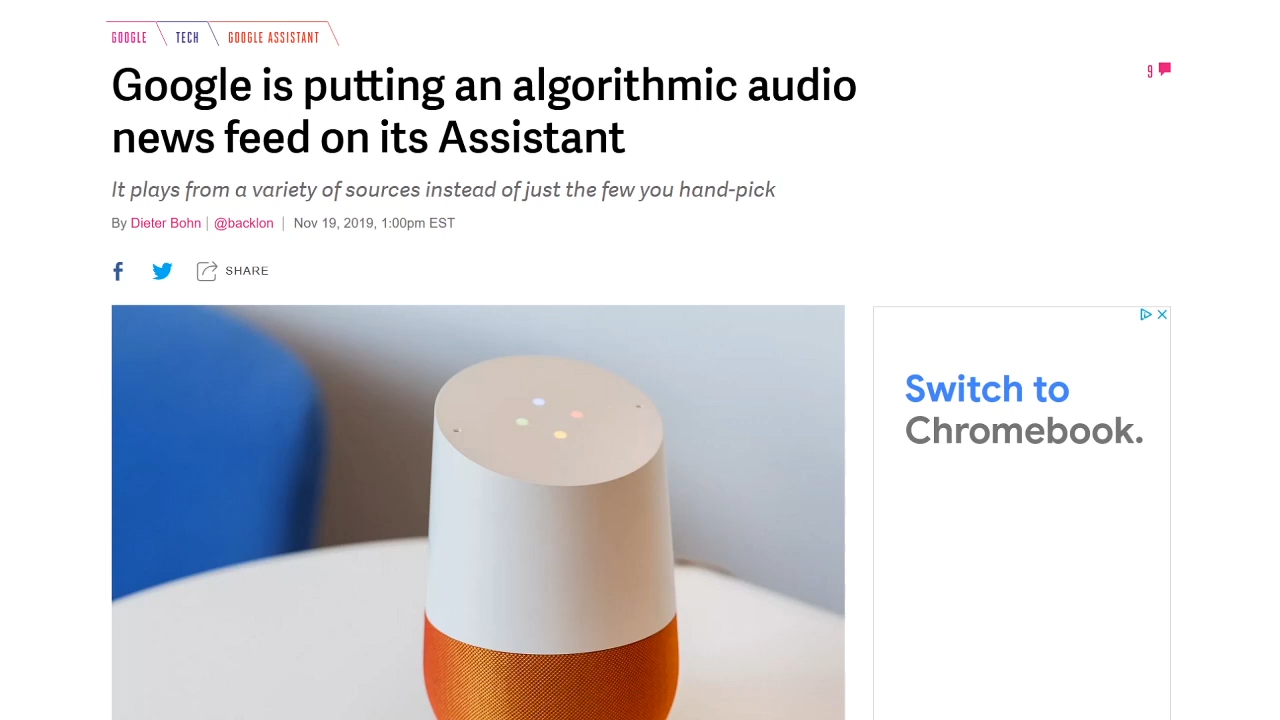 GOOGLE TECH GOOGLE ASSISTANT
Google is putting an algorithmic audio
news feed on its Assistant
9
It plays from a variety of sources instead of just the few you hand-pick
By Dieter Bohn | @backlon | Nov 19, 2019, 1:00pm EST
SHARE
Switch to
Chromebook.